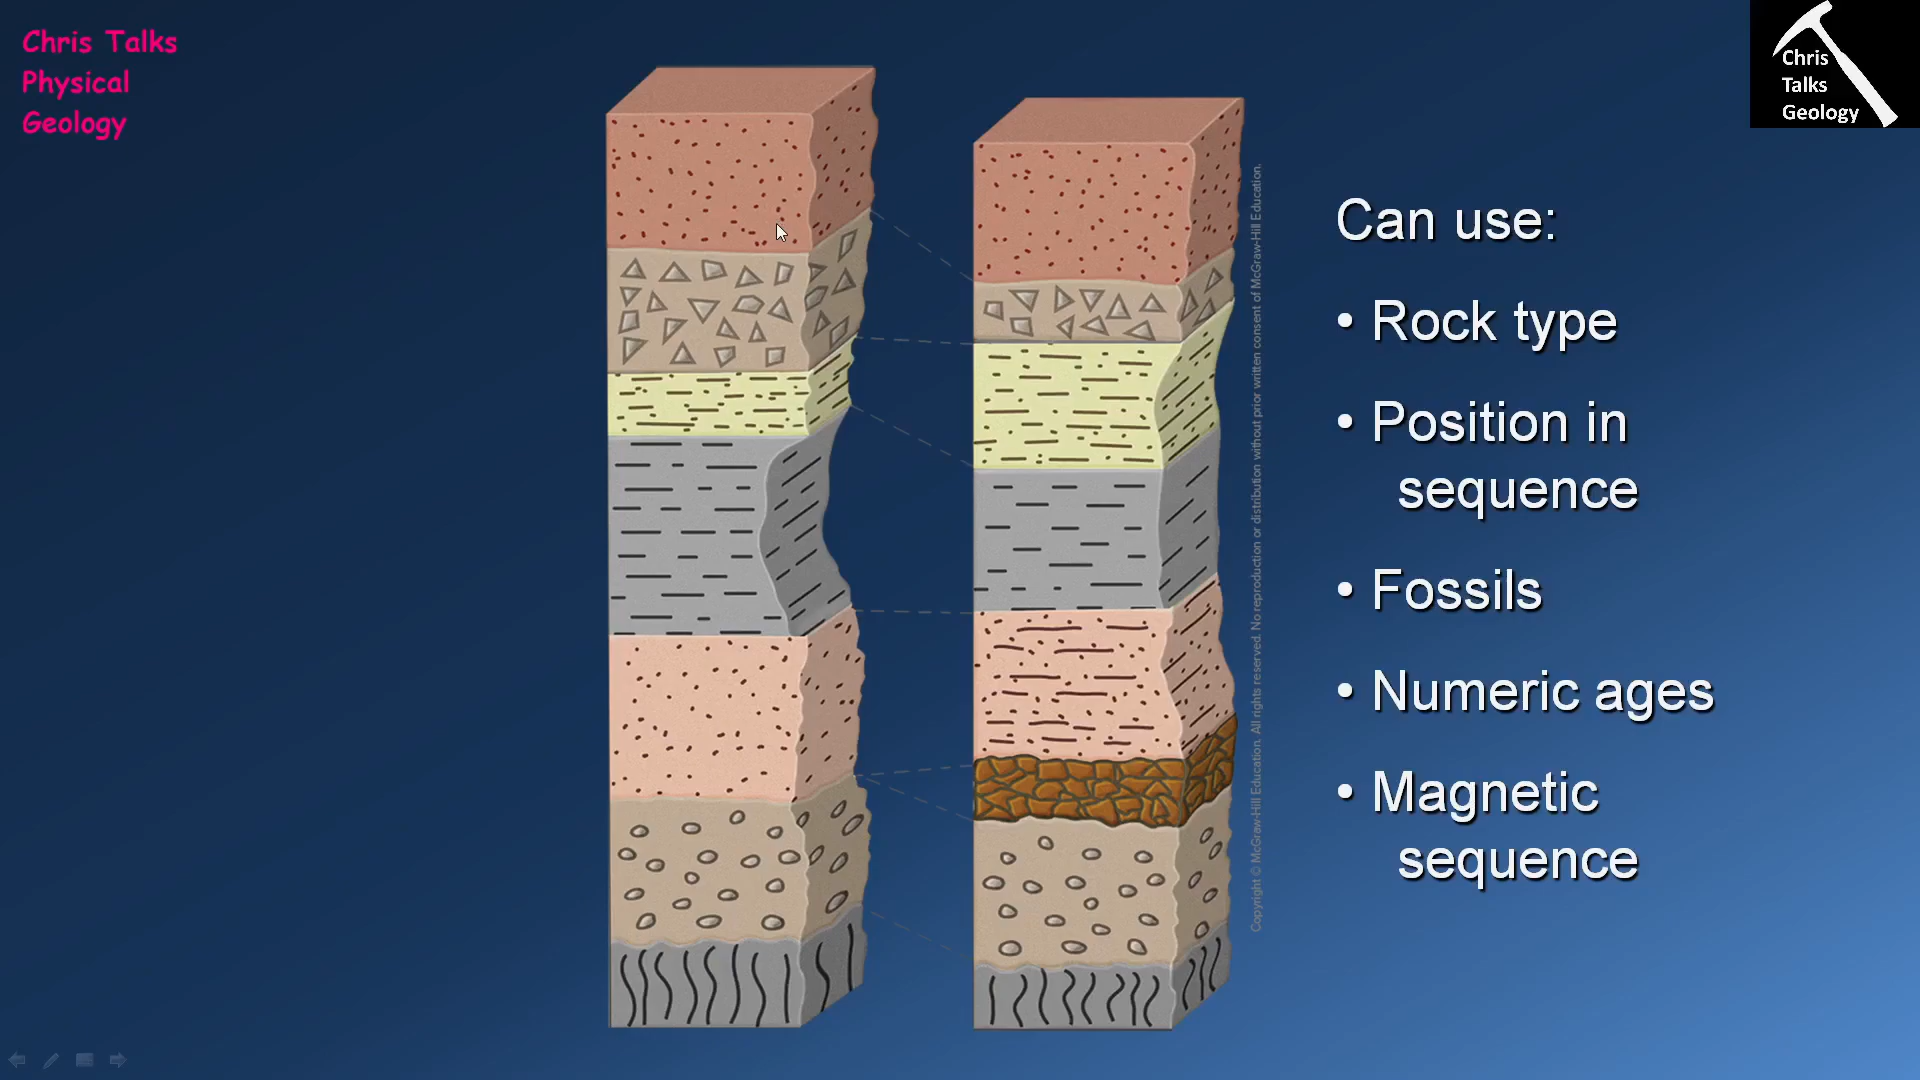 Chris Talks
Physical
Geology
Chris
Talks
Geology
Can use:
• Rock type
• Position in
sequence
• Fossils
• Numeric ages
• Magnetic
sequence
Copyright © McGraw-Hill Education. All rights reserved. No reproduction or distribution without prior written consent of McGraw-Hill Education.